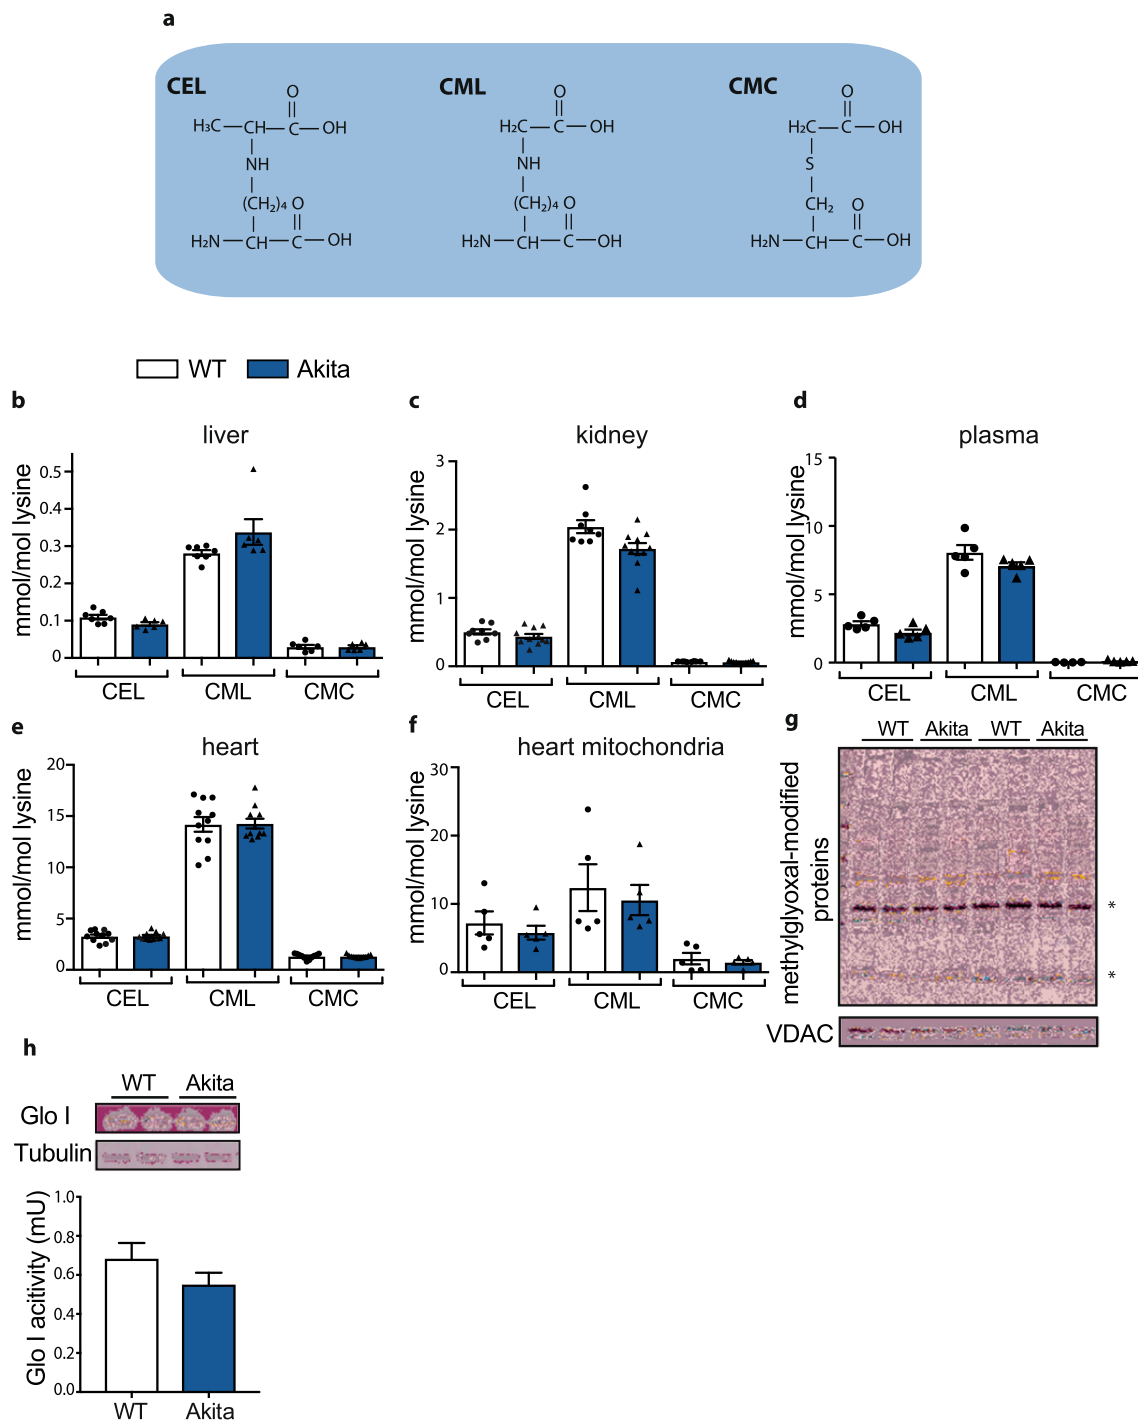 a
CEL CML CMC
O O O
H₃C—CH—C—OH H₂C—C—OH H₂C—C—OH
NH NH S
(CH₂)₄ O (CH₂)₄ O CH₂ O
H₂N—CH—C—OH H₂N—CH—C—OH H₂N—CH—C—OH
WT Akita
b
liver
mmol/mol lysine
0.5
0.4
0.3
0.2
0.1
0
CEL CML CMC
c
kidney
mmol/mol lysine
3
2
1
0
CEL CML CMC
d
plasma
mmol/mol lysine
15
10
5
0
CEL CML CMC
e
heart
mmol/mol lysine
20
15
10
5
0
CEL CML CMC
f
heart mitochondria
mmol/mol lysine
30
20
10
0
CEL CML CMC
g
WT Akita WT Akita
methylglyoxal-modified
proteins
*
*
VDAC
h
WT Akita
Glo I
Tubulin
Glo I acitivity (mU)
1.0
0.8
0.6
0.4
0.2
0.0
WT Akita